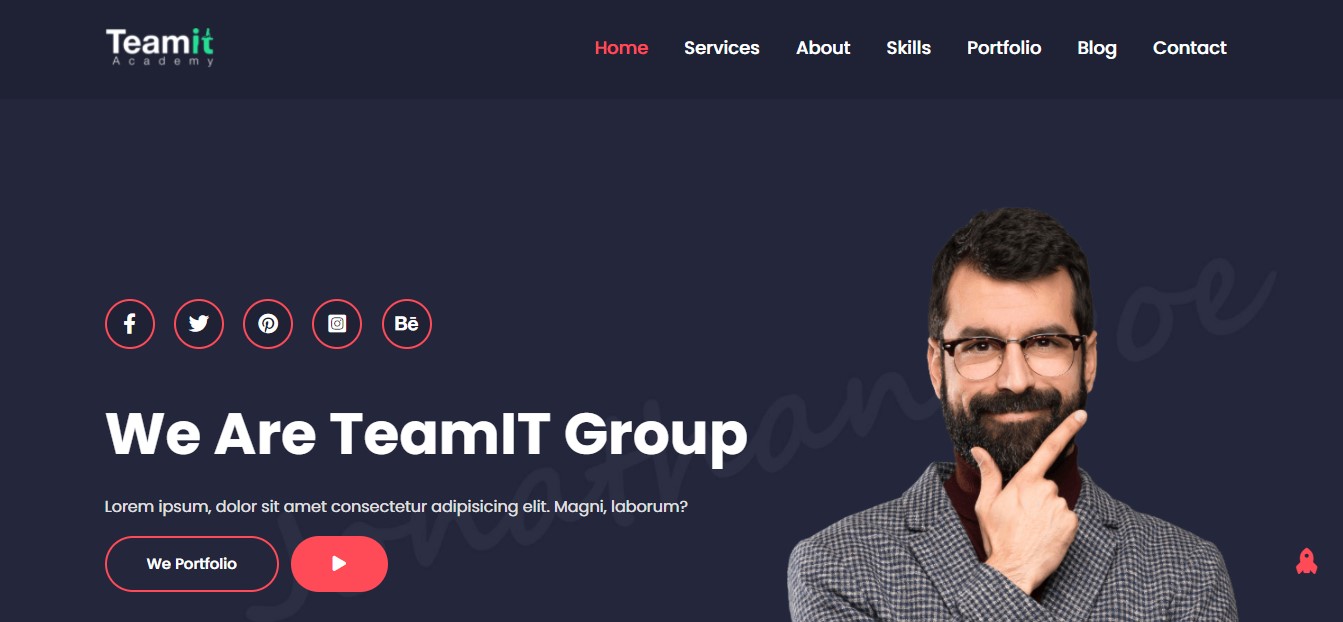 Teamit
Academy
Home Services About Skills Portfolio Blog Contact
Bē
We Are TeamIT Group
Jonathan oe
Lorem ipsum, dolor sit amet consectetur adipisicing elit. Magni, laborum?
We Portfolio